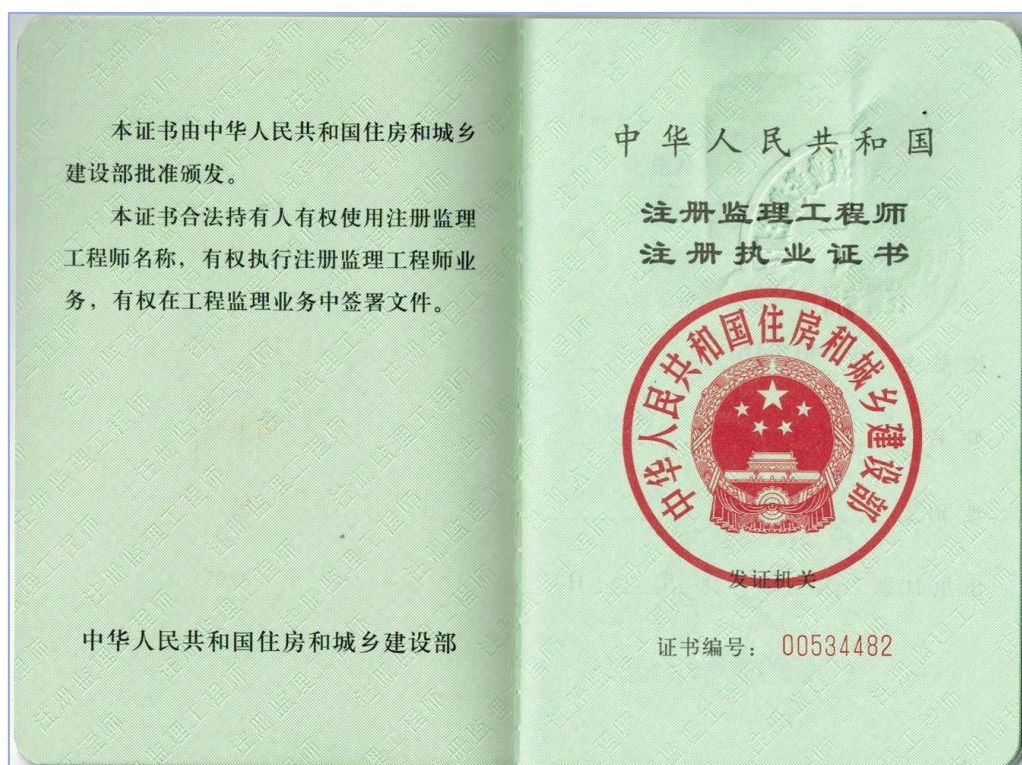 本证书由中华人民共和国住房和城乡
建设部批准颁发。
本证书合法持有人有权使用注册监理
工程师名称，有权执行注册监理工程师业
务，有权在工程监理业务中签署文件。
中华人民共和国住房和城乡建设部
中华人民共和国
注册监理工程师
注册执业证书
中华人民共和国住房和城乡建设部
发证机关
证书编号：00534482